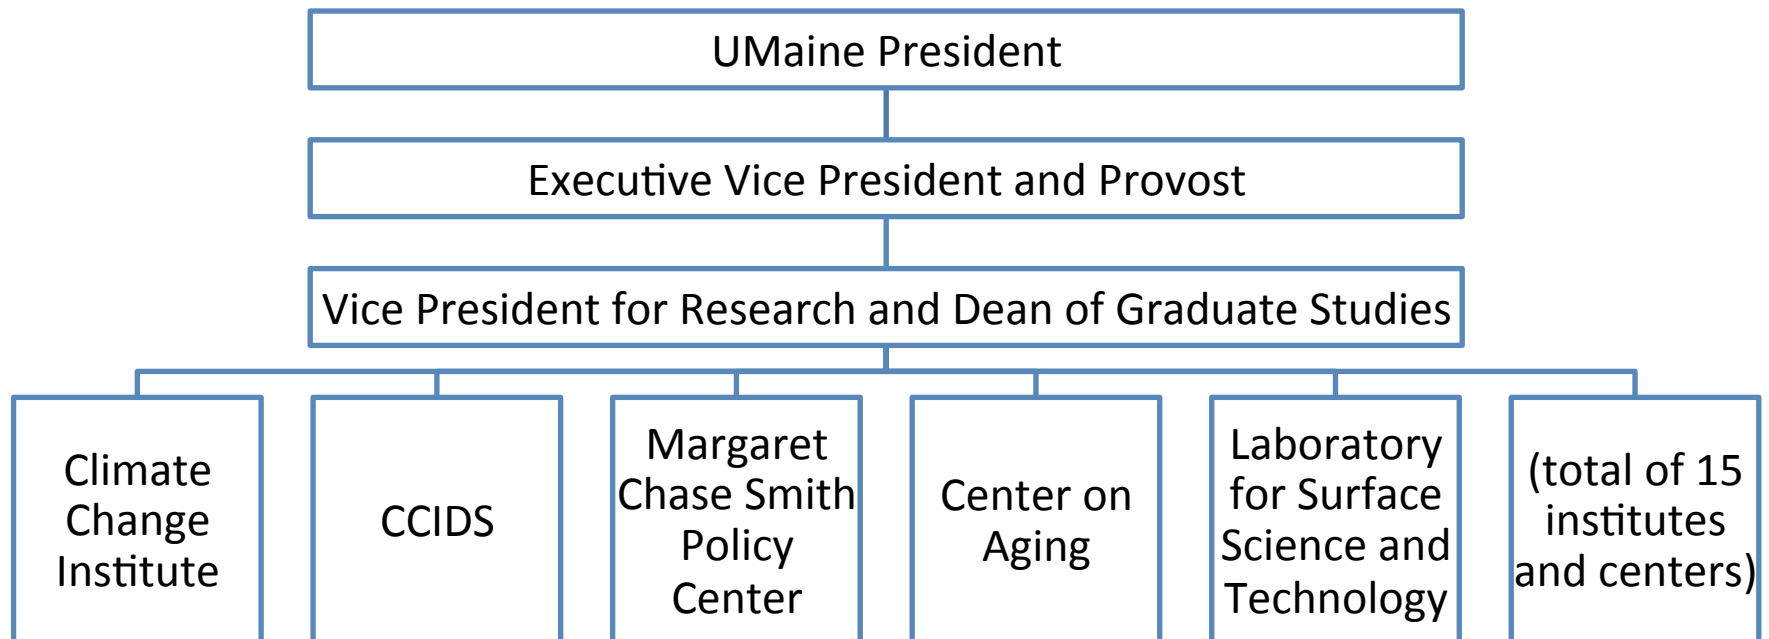 UMaine President
Executive Vice President and Provost
Vice President for Research and Dean of Graduate Studies
Climate
Change
Institute
CCIDS
Margaret
Chase Smith
Policy
Center
Center on
Aging
Laboratory
for Surface
Science and
Technology
(total of 15
institutes
and centers)